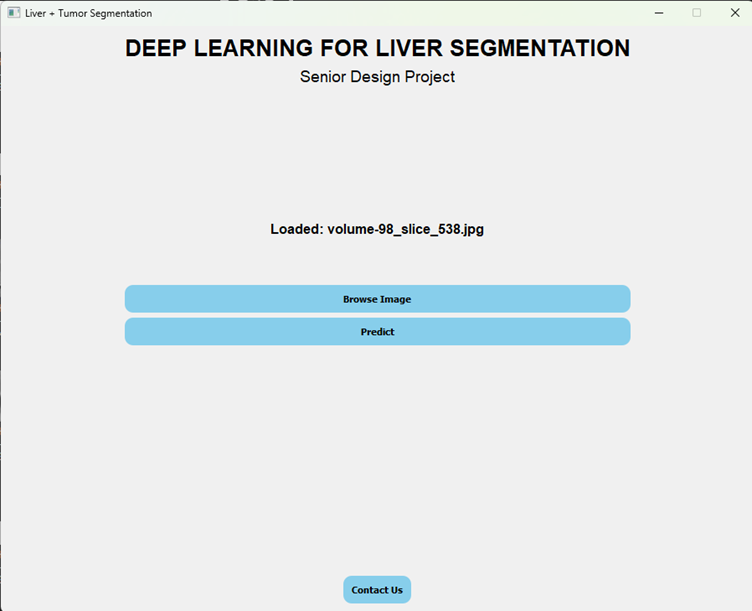 Liver + Tumor Segmentation
DEEP LEARNING FOR LIVER SEGMENTATION
Senior Design Project
Loaded: volume-98_slice_538.jpg
Browse Image
Predict
Contact Us